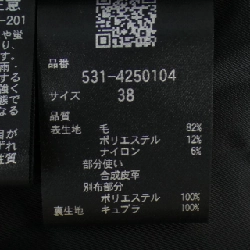 品番
531-4250104
サイズ 38
品質
表生地 毛 82%
ポリエステル 12%
ナイロン 6%
部分使い
合成皮革
別布部分
ポリエステル 100%
裏生地 キュプラ 100%